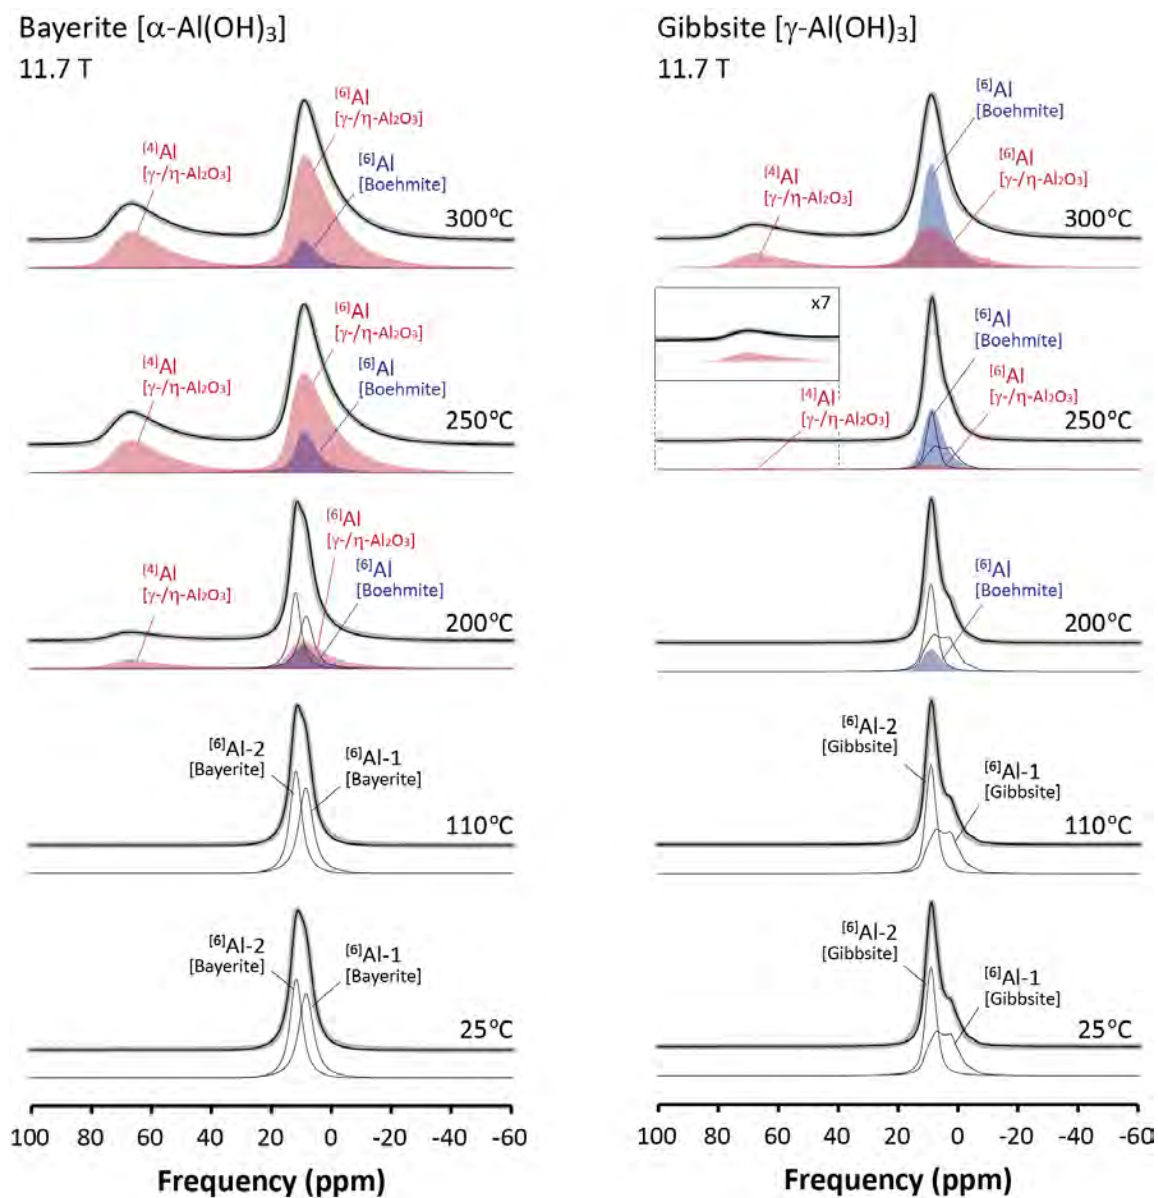 Bayerite [α-Al(OH)₃]
11.7 T
[6]Al
[γ-/η-Al₂O₃]
[4]Al
[γ-/η-Al₂O₃]
[6]Al
[Boehmite]
300°C
[6]Al
[γ-/η-Al₂O₃]
[4]Al
[γ-/η-Al₂O₃]
[6]Al
[Boehmite]
250°C
[6]Al
[γ-/η-Al₂O₃]
[4]Al
[γ-/η-Al₂O₃]
[6]Al
[Boehmite]
200°C
[6]Al-2
[Bayerite]
[6]Al-1
[Bayerite]
110°C
[6]Al-2
[Bayerite]
[6]Al-1
[Bayerite]
25°C
100 80 60 40 20 0 -20 -40 -60
Frequency (ppm)
Gibbsite [γ-Al(OH)₃]
11.7 T
[6]Al
[Boehmite]
[4]Al
[γ-/η-Al₂O₃]
[6]Al
[γ-/η-Al₂O₃]
300°C
x7
[6]Al
[Boehmite]
[6]Al
[γ-/η-Al₂O₃]
[4]Al
[γ-/η-Al₂O₃]
250°C
[6]Al
[Boehmite]
200°C
[6]Al-2
[Gibbsite]
[6]Al-1
[Gibbsite]
110°C
[6]Al-2
[Gibbsite]
[6]Al-1
[Gibbsite]
25°C
100 80 60 40 20 0 -20 -40 -60
Frequency (ppm)